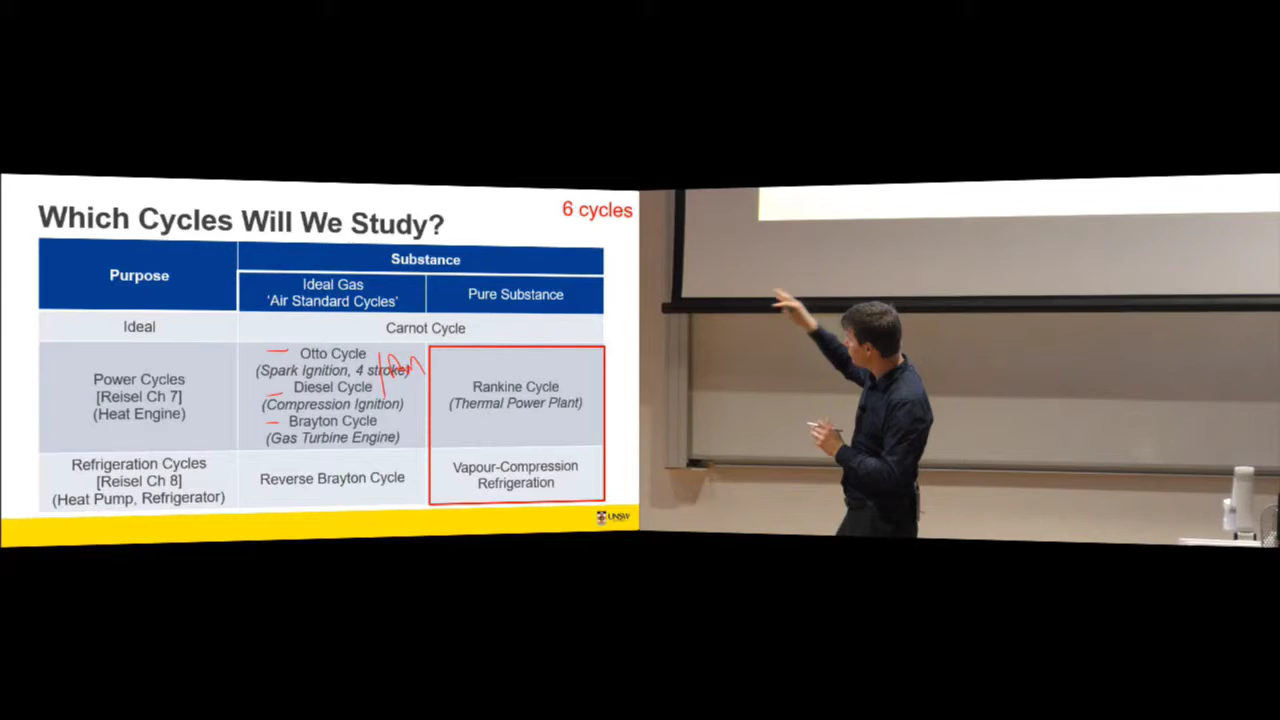 Which Cycles Will We Study?
6 cycles
Purpose
Substance
Ideal Gas
'Air Standard Cycles'
Pure Substance
Ideal
Carnot Cycle
Power Cycles
[Reisel Ch 7]
(Heat Engine)
Otto Cycle
(Spark Ignition, 4 stroke)
Diesel Cycle
(Compression Ignition)
Brayton Cycle
(Gas Turbine Engine)
Rankine Cycle
(Thermal Power Plant)
Refrigeration Cycles
[Reisel Ch 8]
(Heat Pump, Refrigerator)
Reverse Brayton Cycle
Vapour-Compression
Refrigeration
UNSW